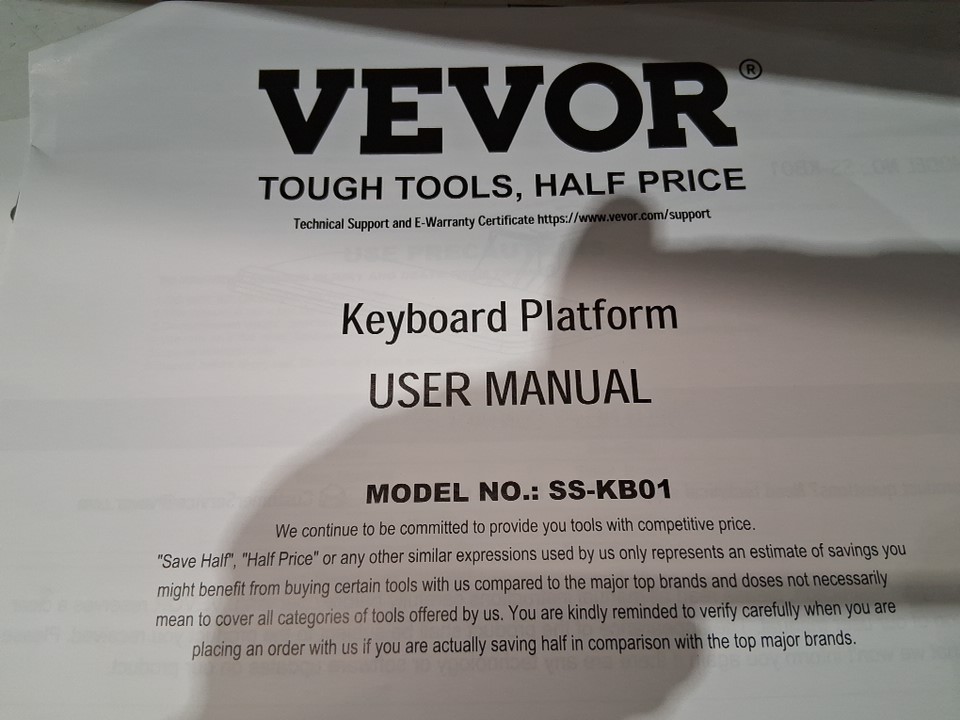 VEVOR®
TOUGH TOOLS, HALF PRICE
Technical Support and E-Warranty Certificate https://www.vevor.com/support
Keyboard Platform
USER MANUAL
MODEL NO.: SS-KB01
We continue to be committed to provide you tools with competitive price.
"Save Half", "Half Price" or any other similar expressions used by us only represents an estimate of savings you
might benefit from buying certain tools with us compared to the major top brands and doses not necessarily
mean to cover all categories of tools offered by us. You are kindly reminded to verify carefully when you are
placing an order with us if you are actually saving half in comparison with the top major brands.